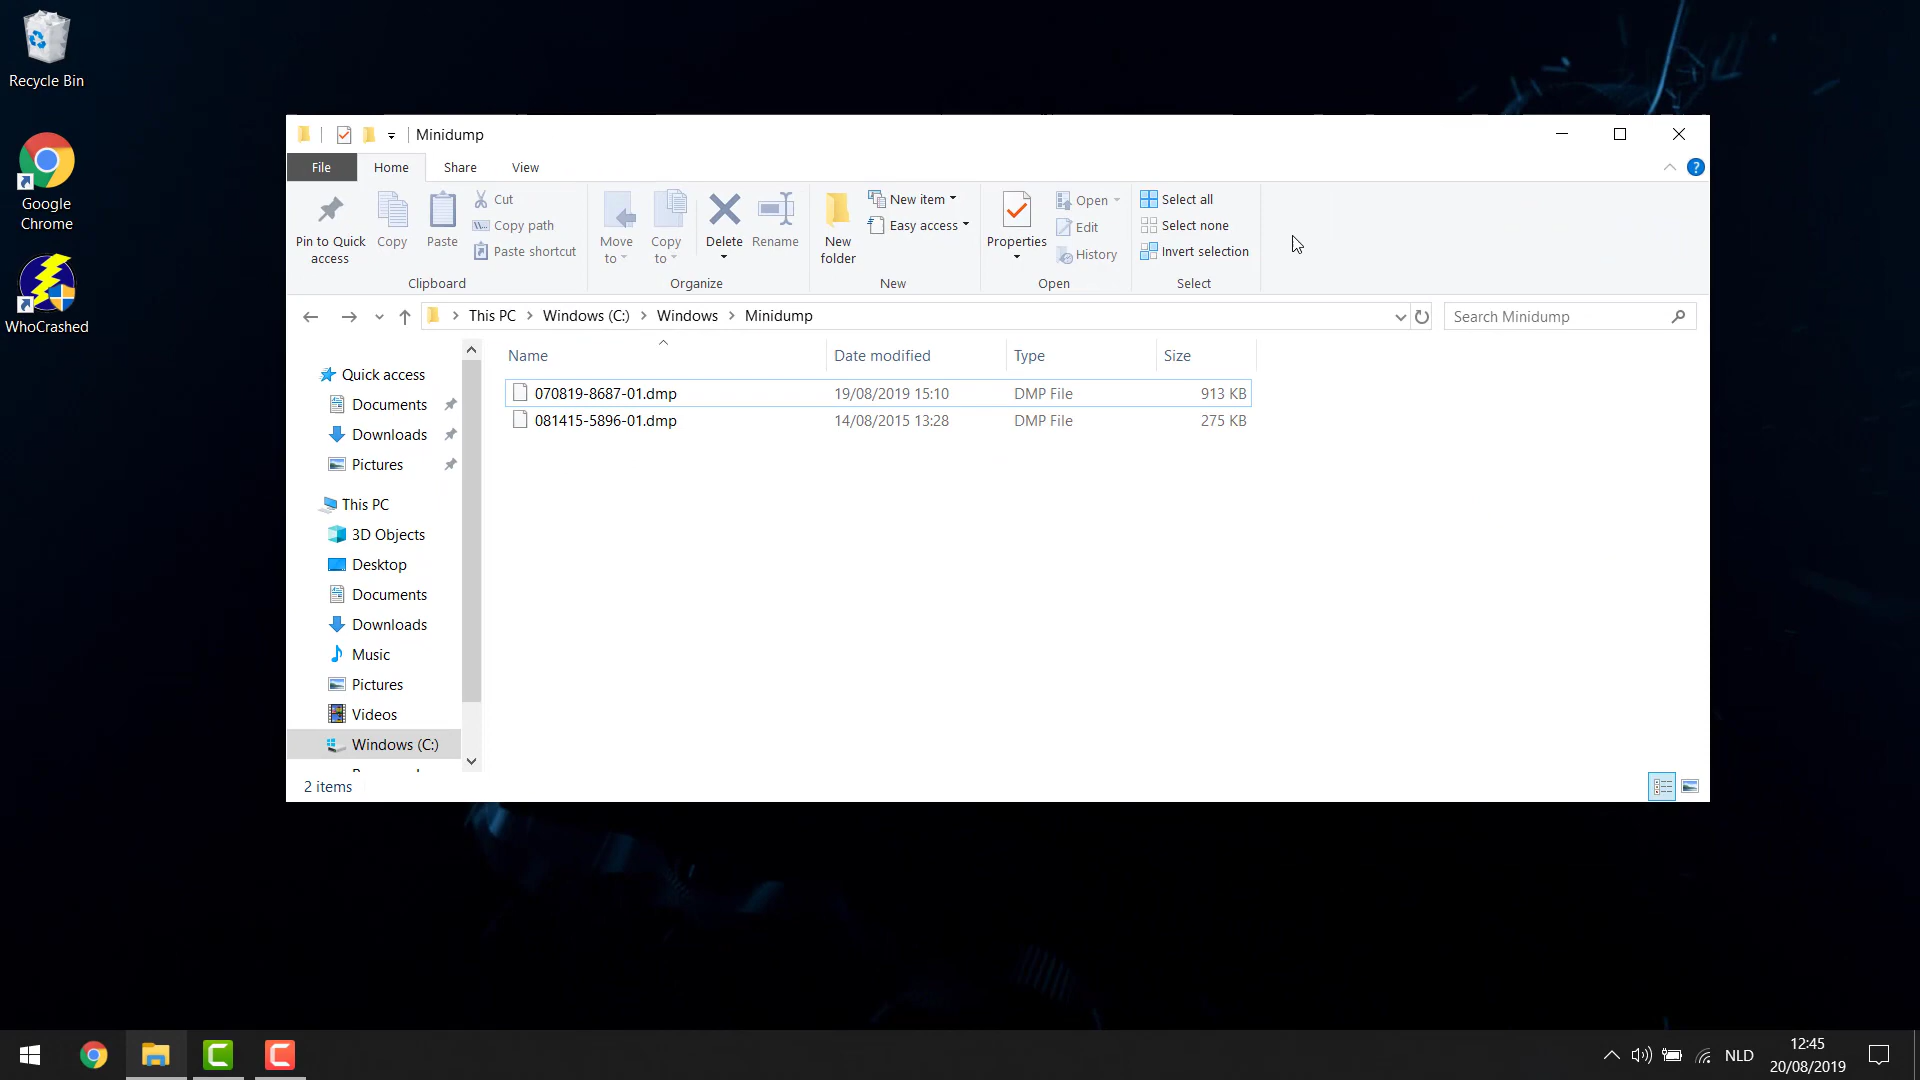 Recycle Bin
Google
Chrome
WhoCrashed
Minidump
File
Home
Share
View
Pin to Quick
access
Copy
Paste
Cut
Copy path
Paste shortcut
Clipboard
Move
to
Copy
to
Delete
Rename
Organize
New
folder
New item
Easy access
New
Properties
Open
Edit
History
Open
Select all
Select none
Invert selection
Select
This PC
Windows (C:)
Windows
Minidump
Search Minidump
Name
Date modified
Type
Size
070819-8687-01.dmp 19/08/2019 15:10 DMP File 913 KB
081415-5896-01.dmp 14/08/2015 13:28 DMP File 275 KB
Quick access
Documents
Downloads
Pictures
This PC
3D Objects
Desktop
Documents
Downloads
Music
Pictures
Videos
Windows (C:)
2 items
NLD
12:45
20/08/2019